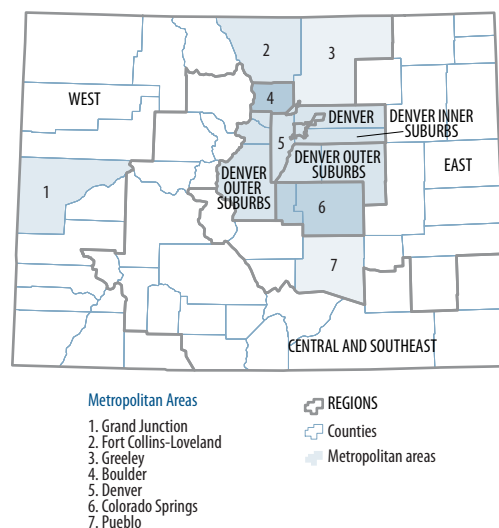 2
3
WEST
4
DENVER
DENVER INNER
SUBURBS
5
DENVER OUTER
SUBURBS
EAST
DENVER
OUTER
SUBURBS
1
6
7
CENTRAL AND SOUTHEAST
Metropolitan Areas
1. Grand Junction
2. Fort Collins-Loveland
3. Greeley
4. Boulder
5. Denver
6. Colorado Springs
7. Pueblo
REGIONS
Counties
Metropolitan areas